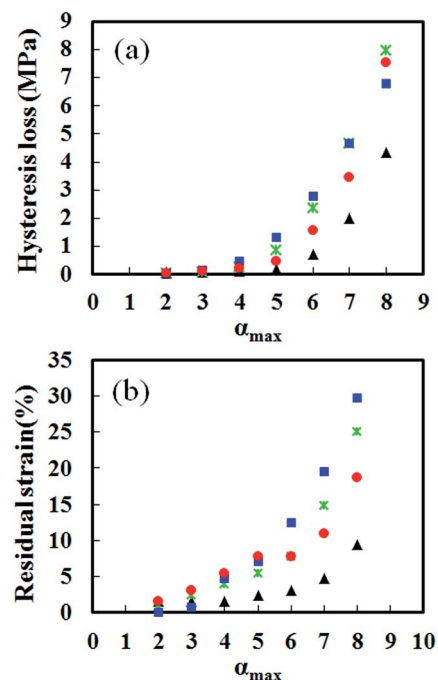 (a)
Hysteresis loss (MPa)
9
8
7
6
5
4
3
2
1
0
0 1 2 3 4 5 6 7 8 9
αmax
(b)
Residual strain(%)
35
30
25
20
15
10
5
0
0 1 2 3 4 5 6 7 8 9 10
αmax